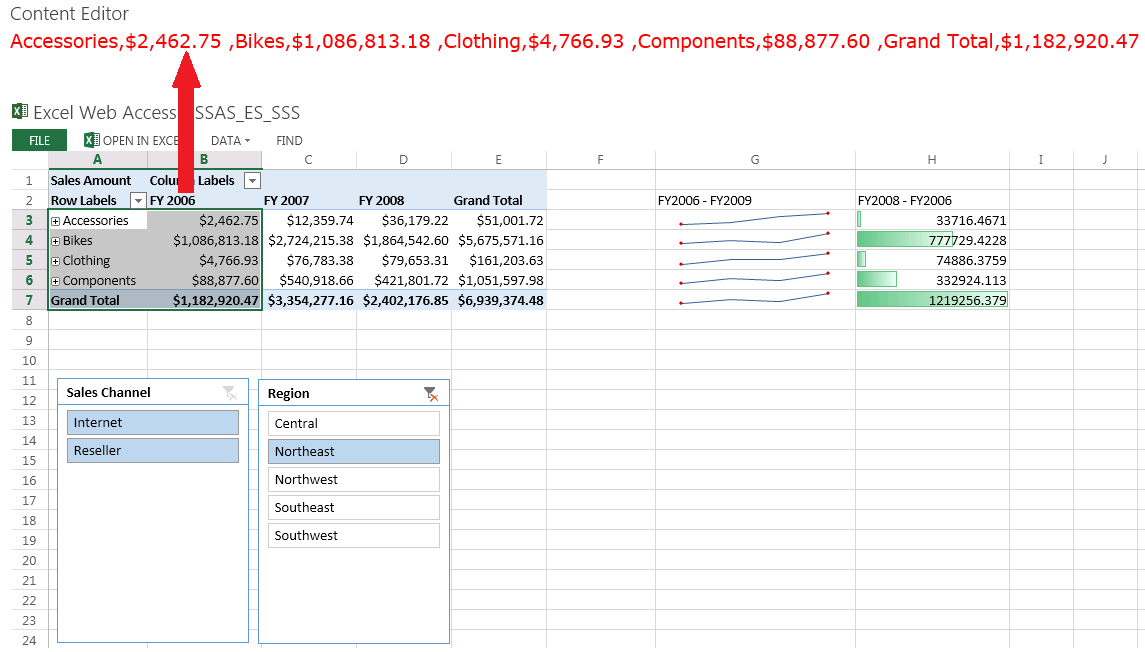 Content Editor
Accessories,$2,462.75 ,Bikes,$1,086,813.18 ,Clothing,$4,766.93 ,Components,$88,877.60 ,Grand Total,$1,182,920.47
Excel Web Access SSAS_ES_SSS
FILE OPEN IN EXCE DATA FIND
A B C D E F G H I J
1 Sales Amount Column Labels
2 Row Labels FY 2006 FY 2007 FY 2008 Grand Total FY2006 - FY2009 FY2008 - FY2006
3 Accessories $2,462.75 $12,359.74 $36,179.22 $51,001.72 33716.4671
4 Bikes $1,086,813.18 $2,724,215.38 $1,864,542.60 $5,675,571.16 777729.4228
5 Clothing $4,766.93 $76,783.38 $79,653.31 $161,203.63 74886.3759
6 Components $88,877.60 $540,918.66 $421,801.72 $1,051,597.98 332924.113
7 Grand Total $1,182,920.47 $3,354,277.16 $2,402,176.85 $6,939,374.48 1219256.379
8
9
10
11
12
13
14
15
16
17
18
19
20
21
22
23
24
Sales Channel
Internet
Reseller
Region
Central
Northeast
Northwest
Southeast
Southwest